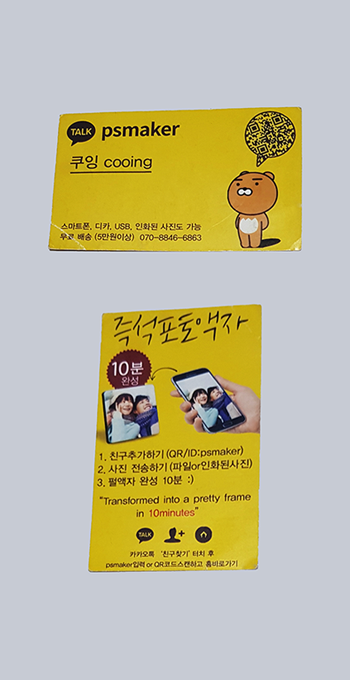 TALK psmaker
쿠잉 cooing
스마트폰, 디카, USB, 인화된 사진도 가능
무료 배송 (5만원이상) 070-8846-6863
즉석포토액자
10분
완성
1. 친구추가하기(QR/ID:psmaker)
2. 사진 전송하기(파일or인화된사진)
3. 펄액자 완성 10분 :)
"Transformed into a pretty frame
in 10minutes"
TALK
카카오톡 '친구찾기' 터치 후
psmaker입력 or QR코드스캔하고 홈바로가기